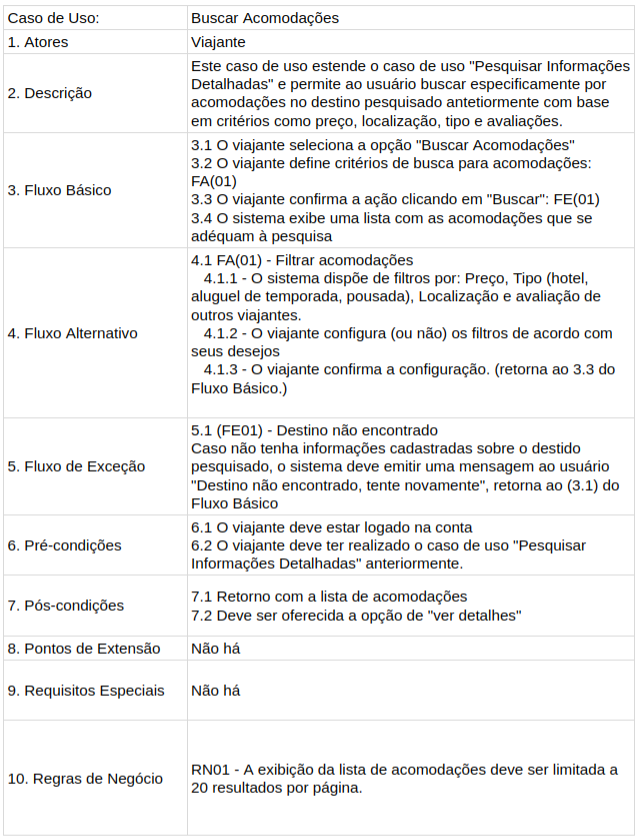 Caso de Uso: Buscar Acomodações
1. Atores Viajante
2. Descrição
Este caso de uso estende o caso de uso "Pesquisar Informações
Detalhadas" e permite ao usuário buscar especificamente por
acomodações no destino pesquisado antetiormente com base
em critérios como preço, localização, tipo e avaliações.
3. Fluxo Básico
3.1 O viajante seleciona a opção "Buscar Acomodações"
3.2 O viajante define critérios de busca para acomodações:
FA(01)
3.3 O viajante confirma a ação clicando em "Buscar": FE(01)
3.4 O sistema exibe uma lista com as acomodações que se
adéquam à pesquisa
4. Fluxo Alternativo
4.1 FA(01) - Filtrar acomodações
4.1.1 - O sistema dispõe de filtros por: Preço, Tipo (hotel,
aluguel de temporada, pousada), Localização e avaliação de
outros viajantes.
4.1.2 - O viajante configura (ou não) os filtros de acordo com
seus desejos
4.1.3 - O viajante confirma a configuração. (retorna ao 3.3 do
Fluxo Básico.)
5. Fluxo de Exceção
5.1 (FE01) - Destino não encontrado
Caso não tenha informações cadastradas sobre o destido
pesquisado, o sistema deve emitir uma mensagem ao usuário
"Destino não encontrado, tente novamente", retorna ao (3.1) do
Fluxo Básico
6. Pré-condições
6.1 O viajante deve estar logado na conta
6.2 O viajante deve ter realizado o caso de uso "Pesquisar
Informações Detalhadas" anteriormente.
7. Pós-condições
7.1 Retorno com a lista de acomodações
7.2 Deve ser oferecida a opção de "ver detalhes"
8. Pontos de Extensão Não há
9. Requisitos Especiais Não há
10. Regras de Negócio
RN01 - A exibição da lista de acomodações deve ser limitada a
20 resultados por página.